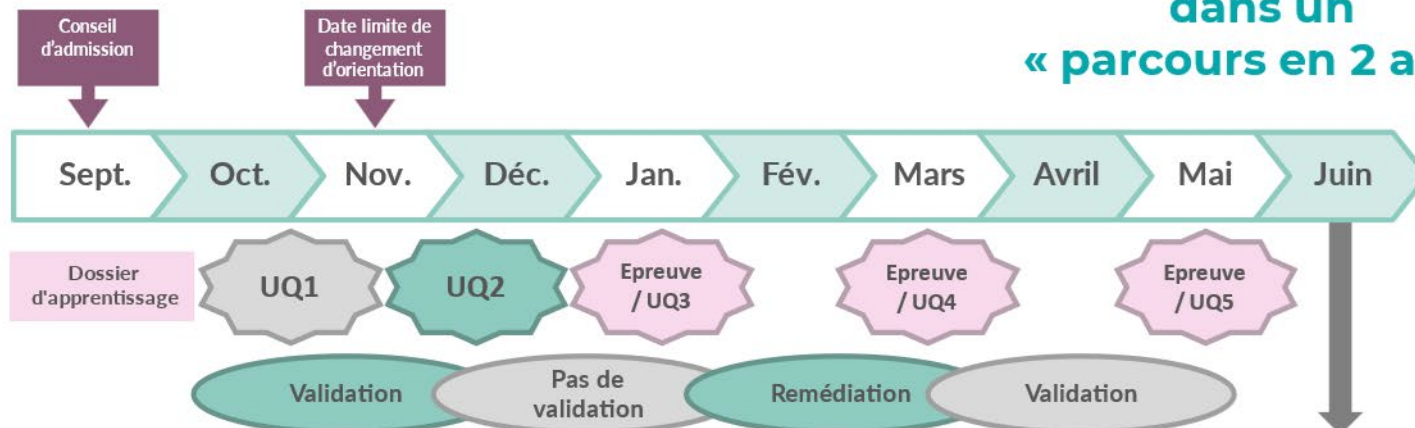 dans un
« parcours en 2 a
Conseil
d'admission
Date limite de
changement
d'orientation
Sept.
Oct.
Nov.
Déc.
Jan.
Fév.
Mars
Avril
Mai
Juin
Dossier
d'apprentissage
UQ1
UQ2
Epreuve
/ UQ3
Epreuve
/ UQ4
Epreuve
/ UQ5
Validation
Pas de
validation
Remédiation
Validation